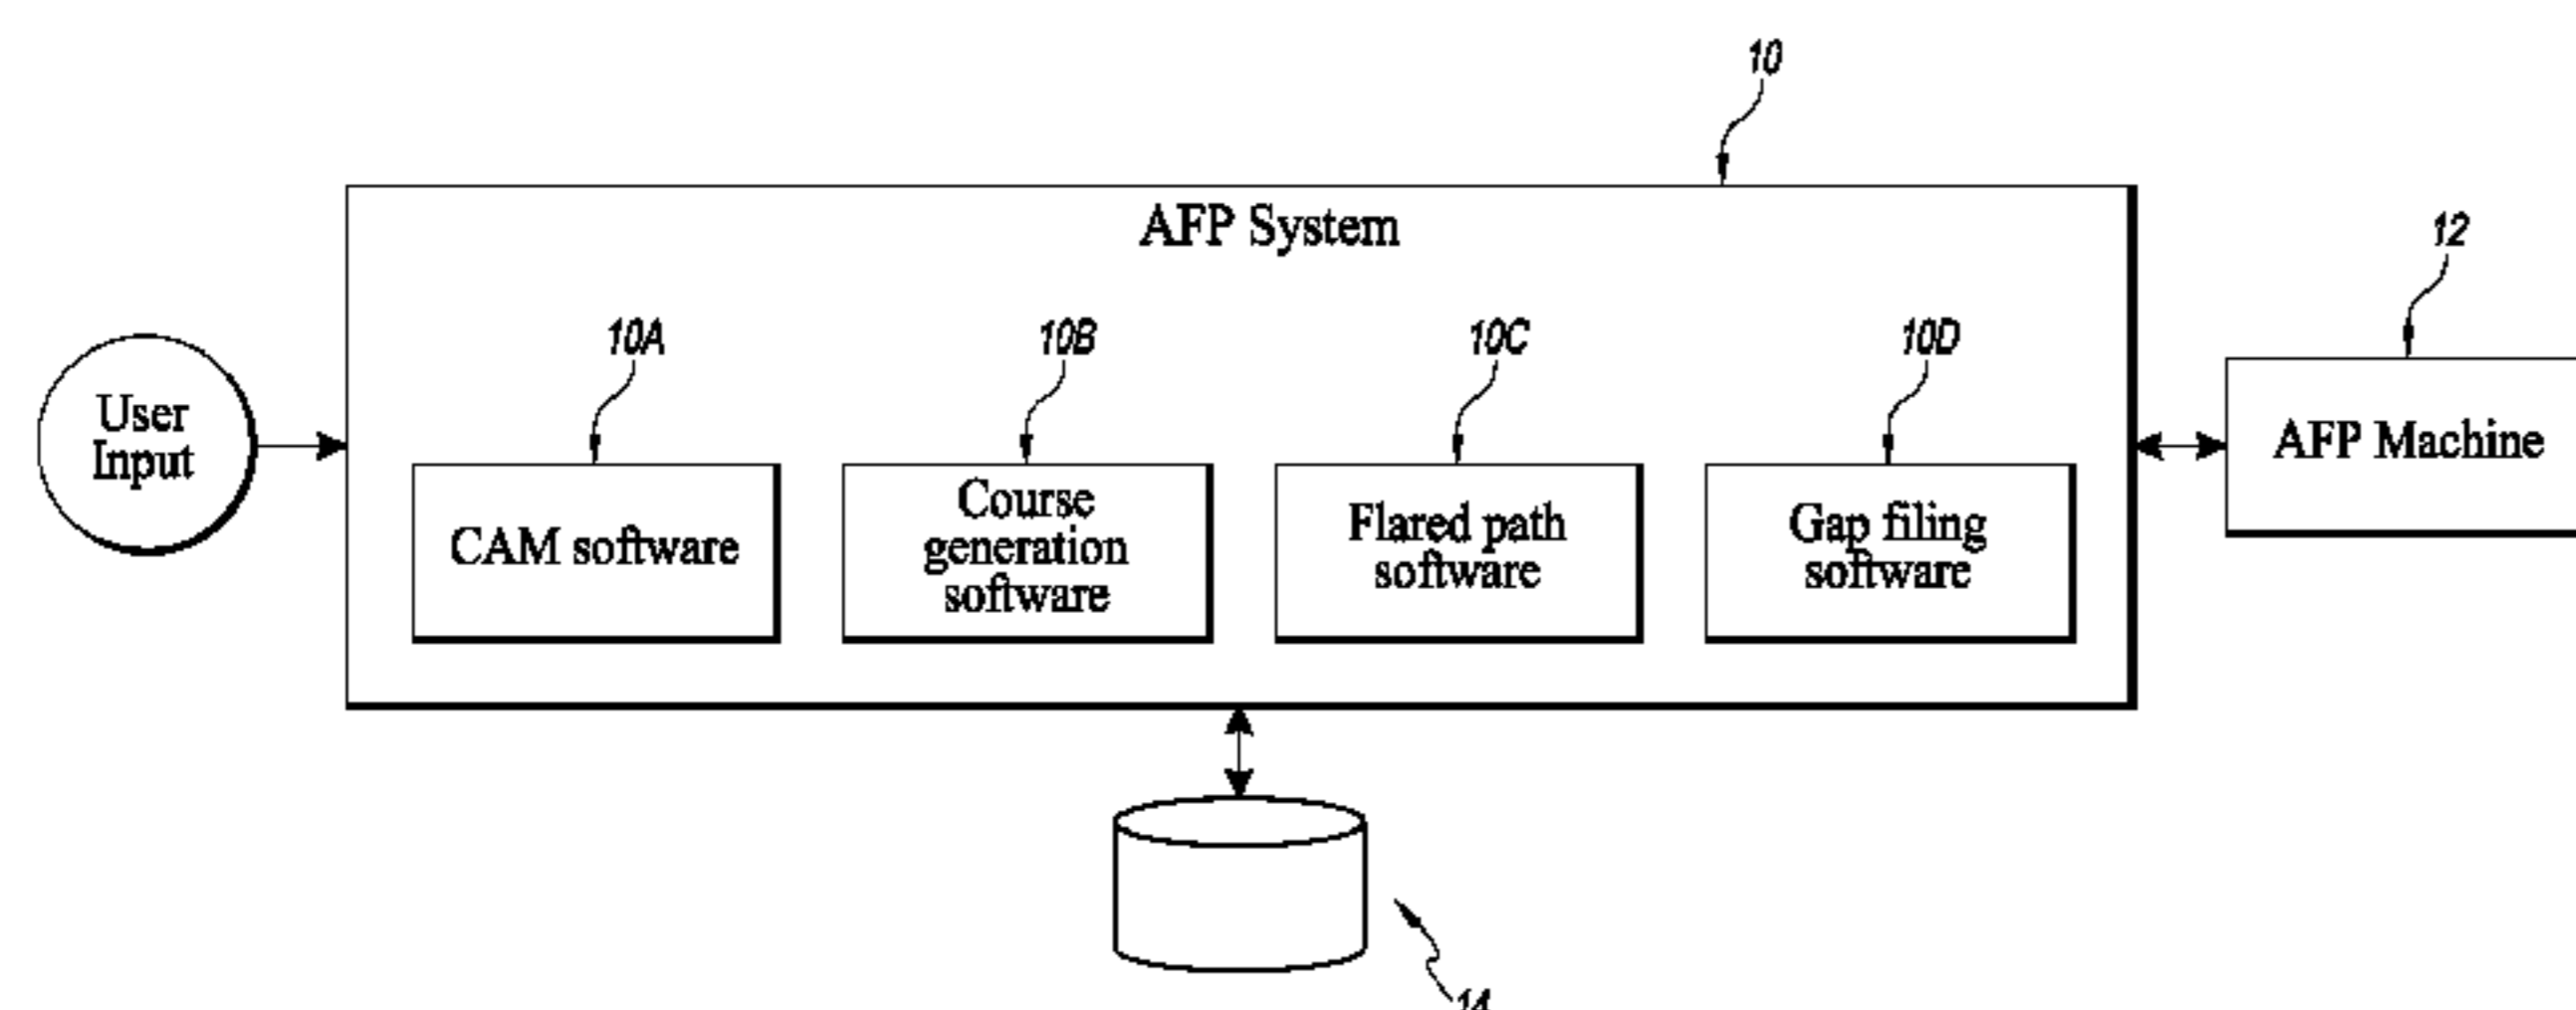 10
AFP System
12
10A
10B
10C
10D
User
Input
CAM software
Course
generation
software
Flared path
software
Gap filing
software
AFP Machine
14